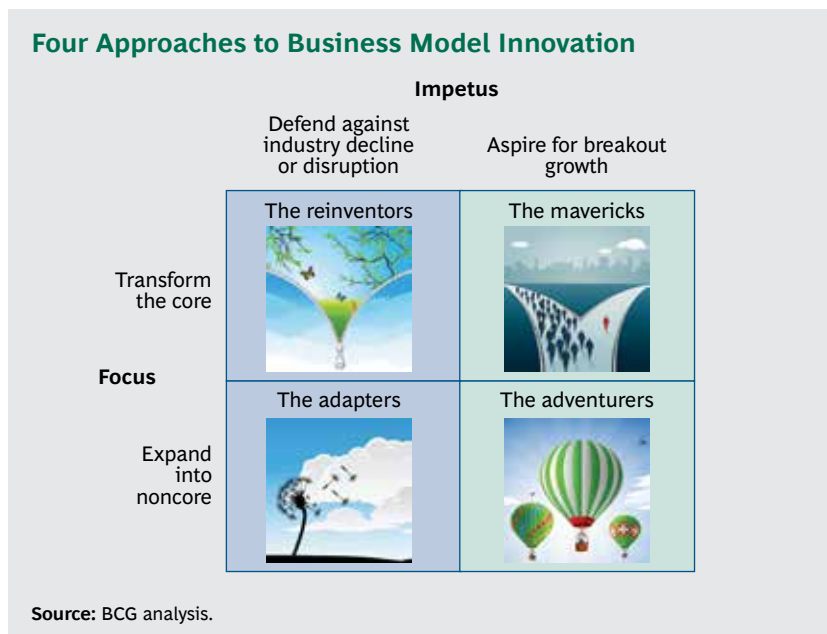 Four Approaches to Business Model Innovation
Impetus
Defend against
industry decline
or disruption
Aspire for breakout
growth
The reinventors
The mavericks
Transform
the core
Focus
The adapters
The adventurers
Expand
into
noncore
Source: BCG analysis.